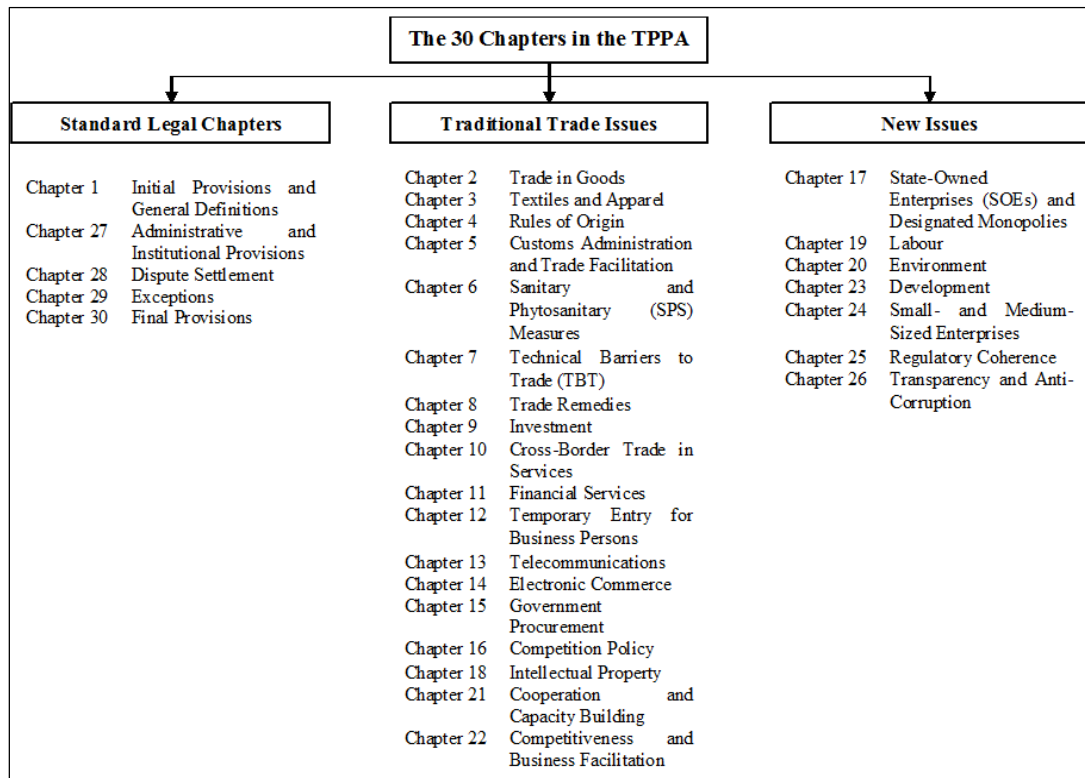 The 30 Chapters in the TPPA
Standard Legal Chapters
Chapter 1 Initial Provisions and
General Definitions
Chapter 27 Administrative and
Institutional Provisions
Chapter 28 Dispute Settlement
Chapter 29 Exceptions
Chapter 30 Final Provisions
Traditional Trade Issues
Chapter 2 Trade in Goods
Chapter 3 Textiles and Apparel
Chapter 4 Rules of Origin
Chapter 5 Customs Administration
and Trade Facilitation
Chapter 6 Sanitary and
Phytosanitary (SPS)
Measures
Chapter 7 Technical Barriers to
Trade (TBT)
Chapter 8 Trade Remedies
Chapter 9 Investment
Chapter 10 Cross-Border Trade in
Services
Chapter 11 Financial Services
Chapter 12 Temporary Entry for
Business Persons
Chapter 13 Telecommunications
Chapter 14 Electronic Commerce
Chapter 15 Government
Procurement
Chapter 16 Competition Policy
Chapter 18 Intellectual Property
Chapter 21 Cooperation and
Capacity Building
Chapter 22 Competitiveness and
Business Facilitation
New Issues
Chapter 17 State-Owned
Enterprises (SOEs) and
Designated Monopolies
Chapter 19 Labour
Chapter 20 Environment
Chapter 23 Development
Chapter 24 Small- and Medium-
Sized Enterprises
Chapter 25 Regulatory Coherence
Chapter 26 Transparency and Anti-
Corruption